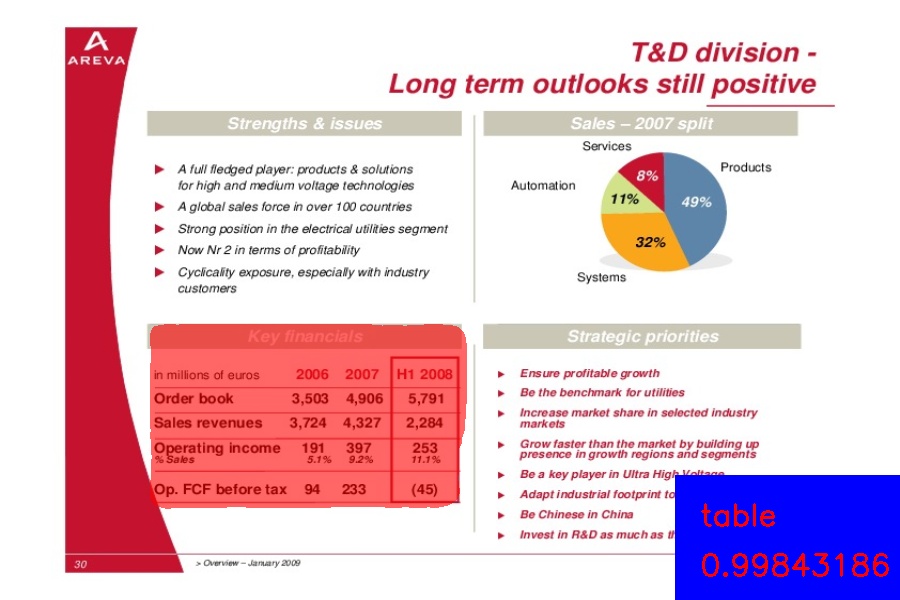 AREVA
T&D division -
Long term outlooks still positive
Strengths & issues
A full fledged player: products & solutions
for high and medium voltage technologies
A global sales force in over 100 countries
Strong position in the electrical utilities segment
Now Nr 2 in terms of profitability
Cyclicality exposure, especially with industry
customers
Sales – 2007 split
Services
Products
Automation
8%
11%
49%
32%
Systems
Key financials
in millions of euros 2006 2007 H1 2008
Order book 3,503 4,906 5,791
Sales revenues 3,724 4,327 2,284
Operating income 191 397 253
% Sales 5.1% 9.2% 11.1%
Op. FCF before tax 94 233 (45)
Strategic priorities
Ensure profitable growth
Be the benchmark for utilities
Increase market share in selected industry
markets
Grow faster than the market by building up
presence in growth regions and segments
Be a key player in Ultra High Voltage
Adapt industrial footprint to
Be Chinese in China
Invest in R&D as much as
table
0.99843186
30
> Overview – January 2009